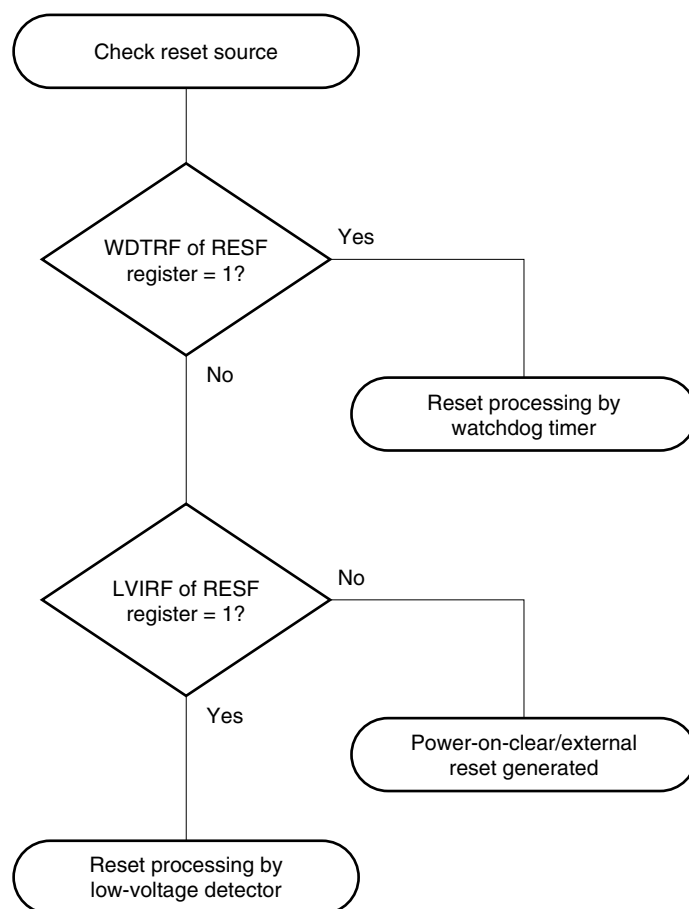 Check reset source
WDTRF of RESF
register = 1?
Yes
No
Reset processing by
watchdog timer
LVIRF of RESF
register = 1?
No
Yes
Power-on-clear/external
reset generated
Reset processing by
low-voltage detector